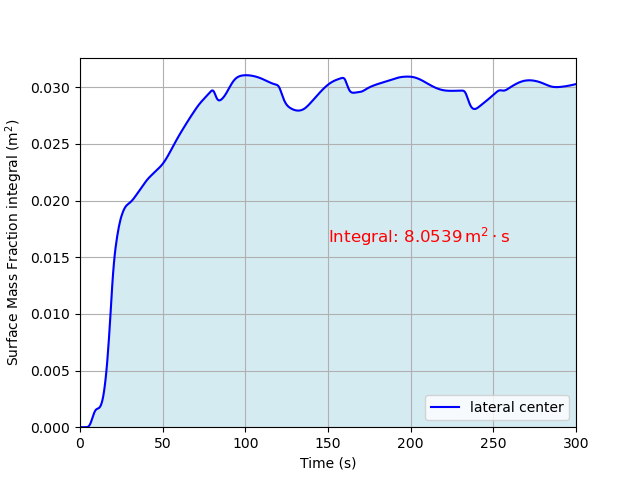 0.030
0.025
0.020
0.015
0.010
0.005
0.000
Surface Mass Fraction integral (m²)
Integral: 8.0539 m² · s
lateral center
0 50 100 150 200 250 300
Time (s)